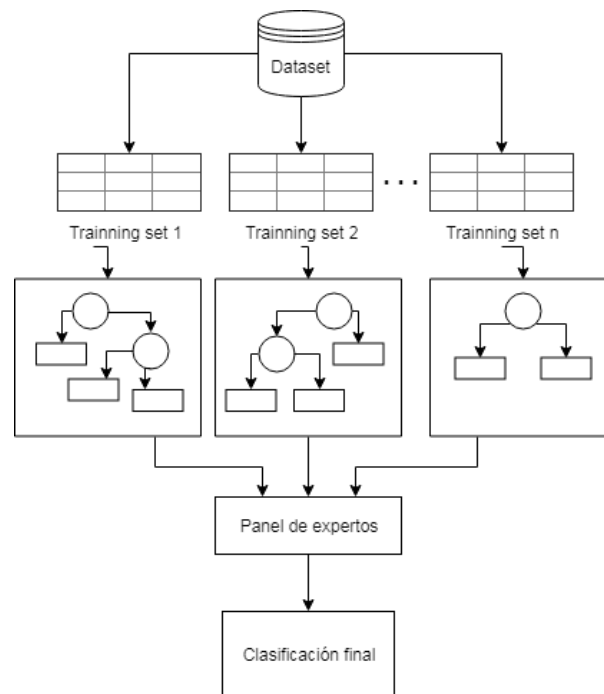 Dataset
...
Trainning set 1
Trainning set 2
Trainning set n
Panel de expertos
Clasificación final